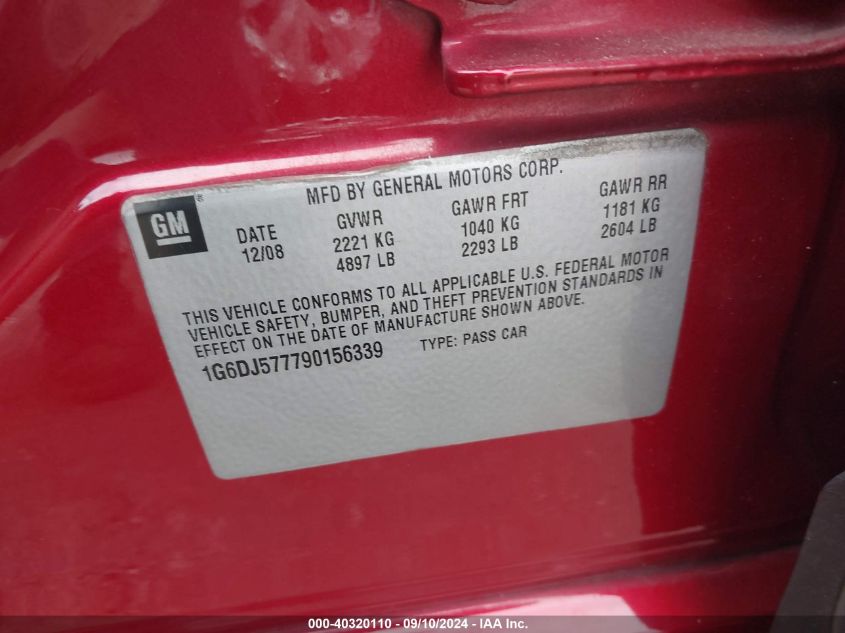 MFD BY GENERAL MOTORS CORP.
GM ®
DATE GVWR GAWR FRT GAWR RR
12/08 2221 KG 1040 KG 1181 KG
4897 LB 2293 LB 2604 LB
THIS VEHICLE CONFORMS TO ALL APPLICABLE U.S. FEDERAL MOTOR
VEHICLE SAFETY, BUMPER, AND THEFT PREVENTION STANDARDS IN
EFFECT ON THE DATE OF MANUFACTURE SHOWN ABOVE.
1G6DJ577790156339 TYPE: PASS CAR
000-40320110 - 09/10/2024 - IAA Inc.